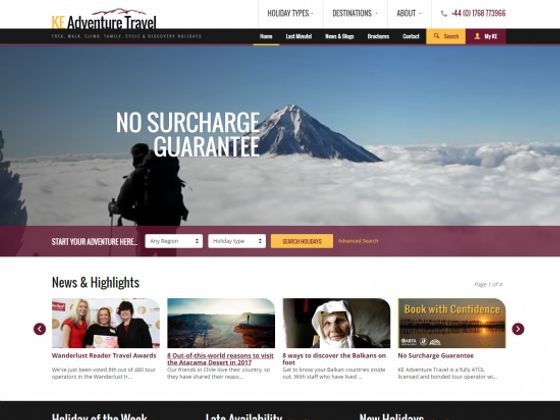 KE Adventure Travel
TREK, WALK, CLIMB, FAMILY, CYCLE & DISCOVERY HOLIDAYS
HOLIDAY TYPES
DESTINATIONS
ABOUT
+44 (0) 1768 773966
Home
Last Minute!
News & Blogs
Brochures
Contact
Search
My KE
NO SURCHARGE
GUARANTEE
START YOUR ADVENTURE HERE...
Any Region
Holiday type
SEARCH HOLIDAYS
Advanced Search
News & Highlights
Page 1 of 4
Wanderlust Reader Travel Awards
We've just been voted 8th out of 480 tour
operators in the Wanderlust tr...
8 Out-of-this-world reasons to visit
the Atacama Desert in 2017
Our friends in Chile love their country, so
they have shared their reaso...
8 ways to discover the Balkans on
foot
Get to know your Balkan countries inside
out. With staff who have lived ...
Book with Confidence
ABTA
No Surcharge Guarantee
KE Adventure Travel is a fully ATOL
licensed and bonded tour operator wi...
Holiday of the Week
Late Availability
New Holidays